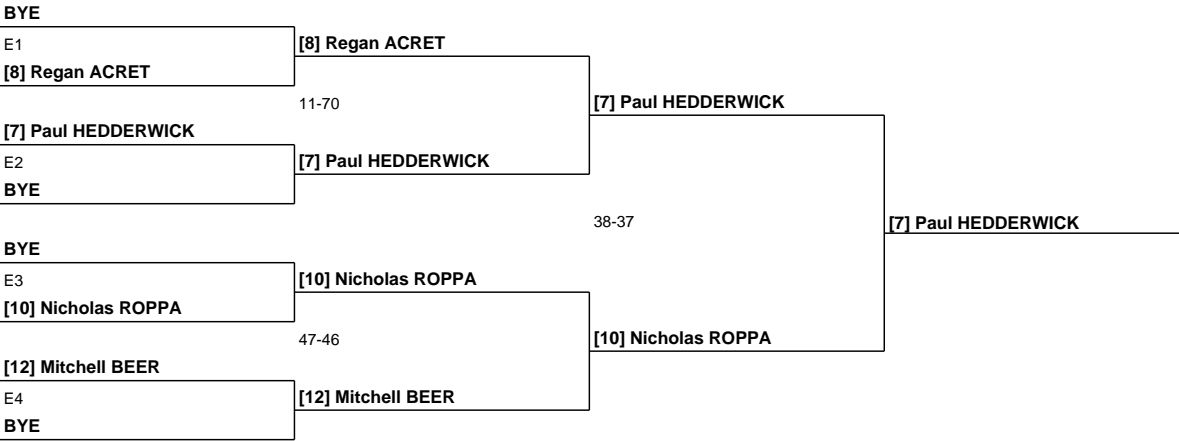 BYE
E1
[8] Regan ACRET
[8] Regan ACRET
11-70
[7] Paul HEDDERWICK
[7] Paul HEDDERWICK
E2
[7] Paul HEDDERWICK
BYE
38-37
[7] Paul HEDDERWICK
BYE
E3
[10] Nicholas ROPPA
[10] Nicholas ROPPA
47-46
[10] Nicholas ROPPA
[12] Mitchell BEER
E4
[12] Mitchell BEER
BYE